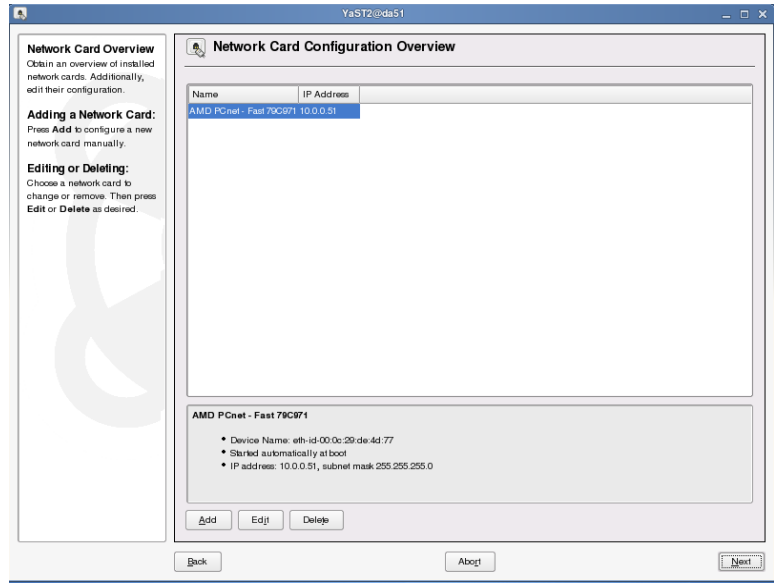 YaST2@da51
Network Card Overview
Obtain an overview of installed
network cards. Additionally,
edit their configuration.
Adding a Network Card:
Press Add to configure a new
network card manually.
Editing or Deleting:
Choose a network card to
change or remove. Then press
Edit or Delete as desired.
Network Card Configuration Overview
Name IP Address
AMD PCnet - Fast 79C971 10.0.0.51
AMD PCnet - Fast 79C971
• Device Name: eth-id-00:0c:29:de:4d:77
• Started automatically at boot
• IP address: 10.0.0.51, subnet mask 255.255.255.0
Add Edit Delete
Back Abort Next